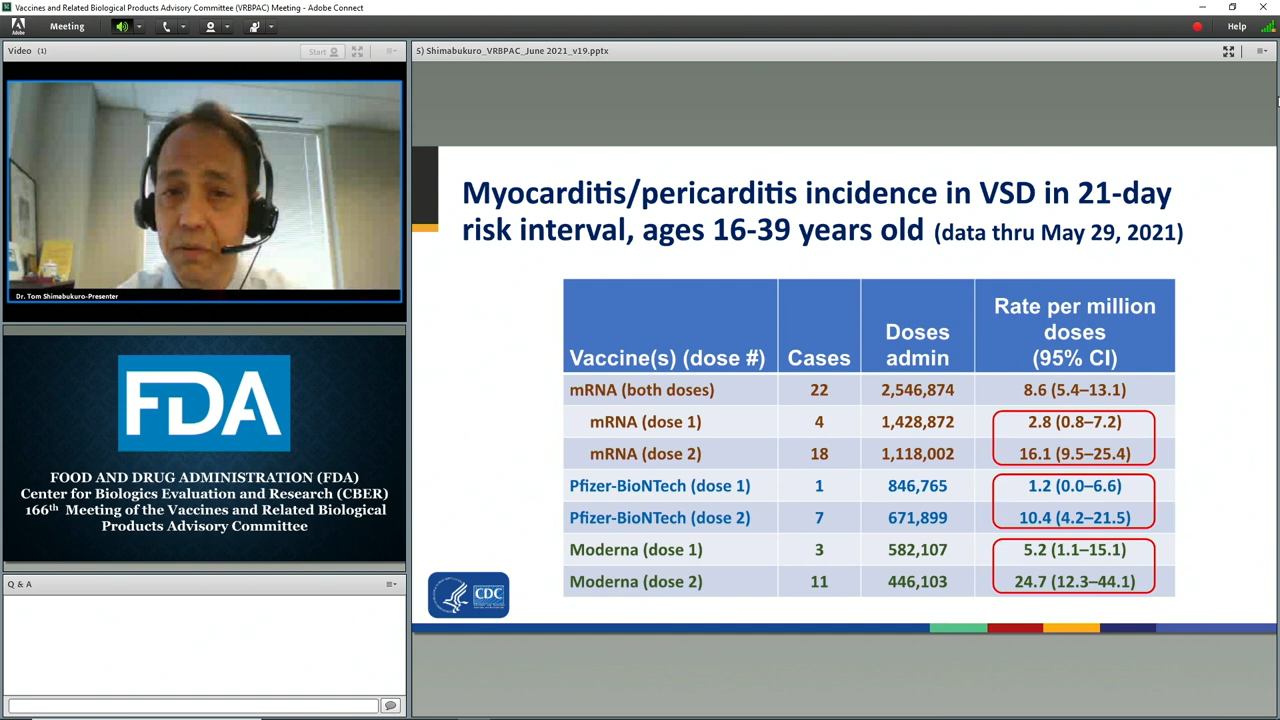 Vaccines and Related Biological Products Advisory Committee (VRBPAC) Meeting - Adobe Connect
Adobe
Meeting
Help
Video (1)
Start
Dr. Tom Shimabukuro-Presenter
FDA
FOOD AND DRUG ADMINISTRATION (FDA)
Center for Biologics Evaluation and Research (CBER)
166th Meeting of the Vaccines and Related Biological
Products Advisory Committee
Q & A
5) Shimabukuro_VRBPAC_June 2021_v19.pptx
Myocarditis/pericarditis incidence in VSD in 21-day
risk interval, ages 16-39 years old (data thru May 29, 2021)
Vaccine(s) (dose #) Cases Doses admin Rate per million doses (95% CI)
mRNA (both doses) 22 2,546,874 8.6 (5.4–13.1)
mRNA (dose 1) 4 1,428,872 2.8 (0.8–7.2)
mRNA (dose 2) 18 1,118,002 16.1 (9.5–25.4)
Pfizer-BioNTech (dose 1) 1 846,765 1.2 (0.0–6.6)
Pfizer-BioNTech (dose 2) 7 671,899 10.4 (4.2–21.5)
Moderna (dose 1) 3 582,107 5.2 (1.1–15.1)
Moderna (dose 2) 11 446,103 24.7 (12.3–44.1)
CDC